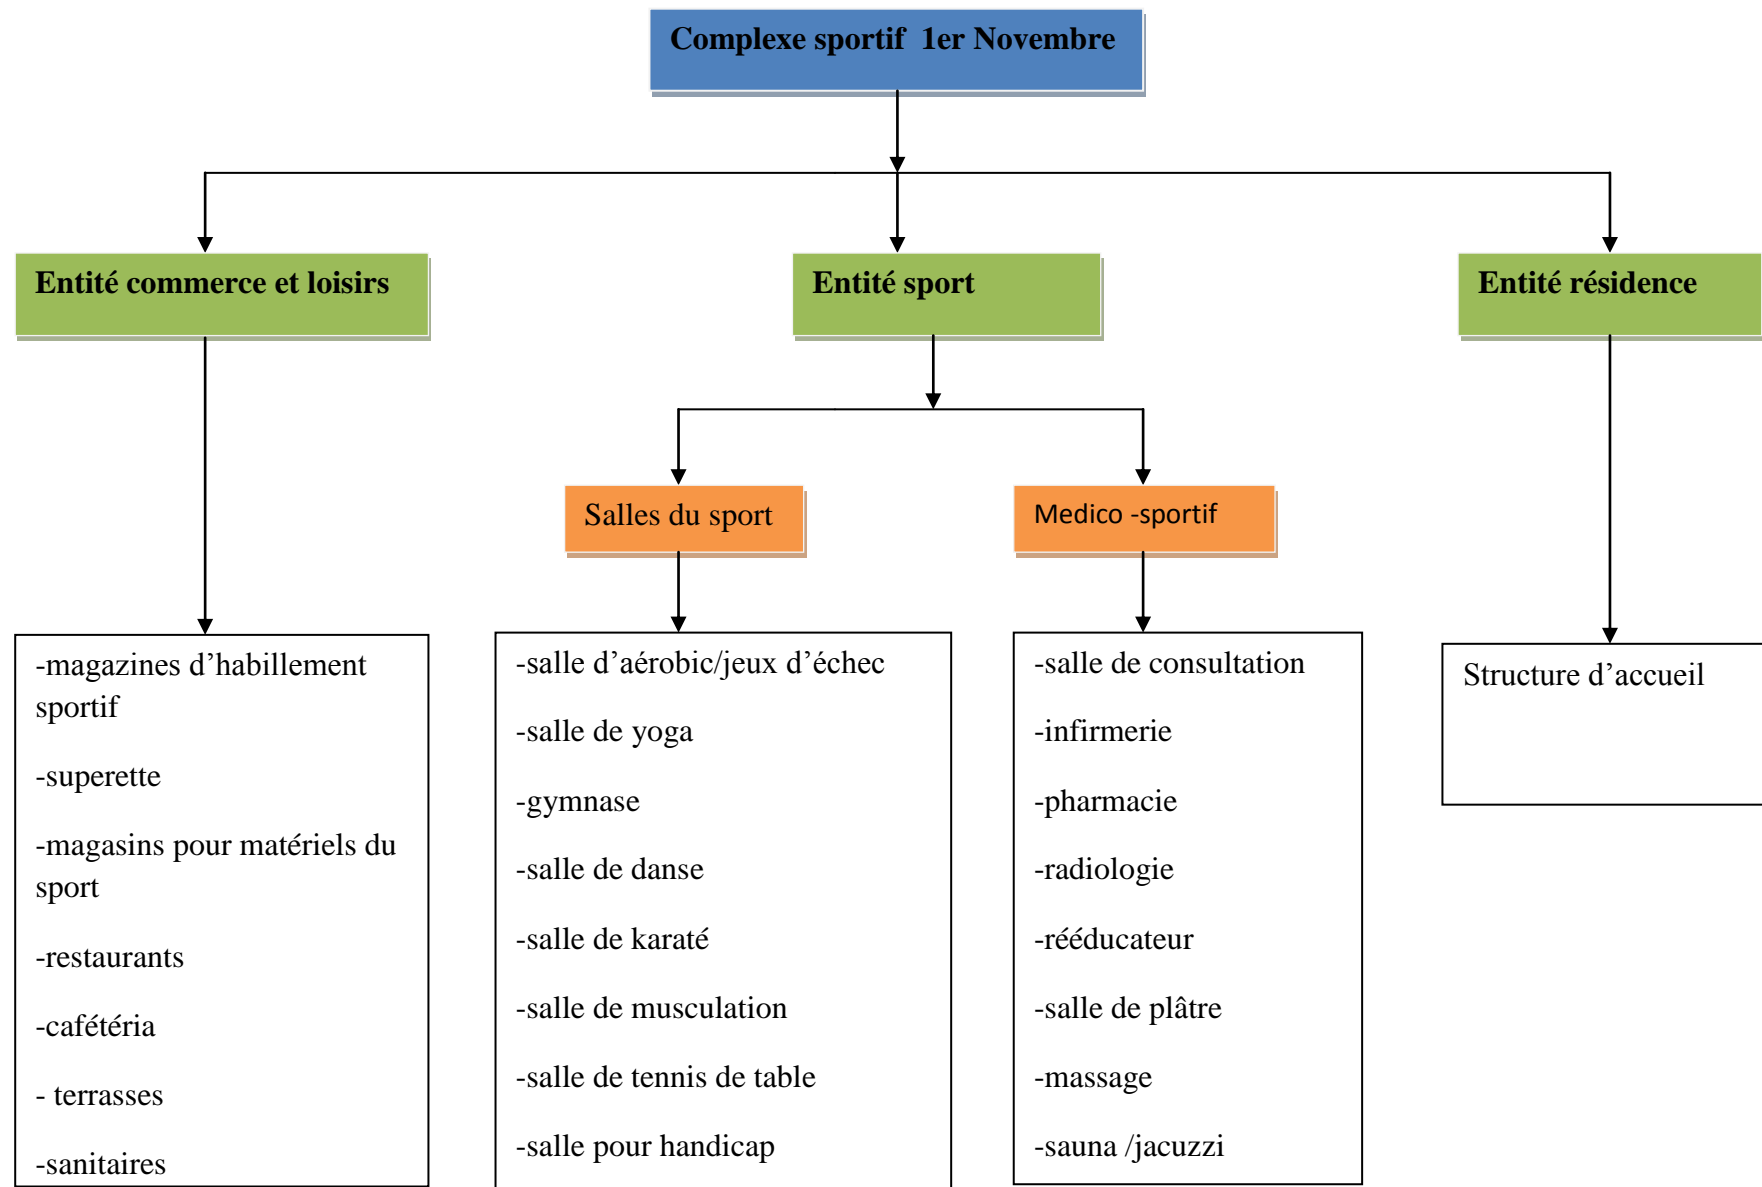 Complexe sportif  1er Novembre
Entité commerce et loisirs
Entité sport
Entité résidence
Salles du sport
Medico -sportif
-magazines d’habillement
sportif
-superette
-magasins pour matériels du
sport
-restaurants
-cafétéria
- terrasses
-sanitaires
-salle d’aérobic/jeux d’échec
-salle de yoga
-gymnase
-salle de danse
-salle de karaté
-salle de musculation
-salle de tennis de table
-salle pour handicap
-salle de consultation
-infirmerie
-pharmacie
-radiologie
-rééducateur
-salle de plâtre
-massage
-sauna /jacuzzi
Structure d’accueil